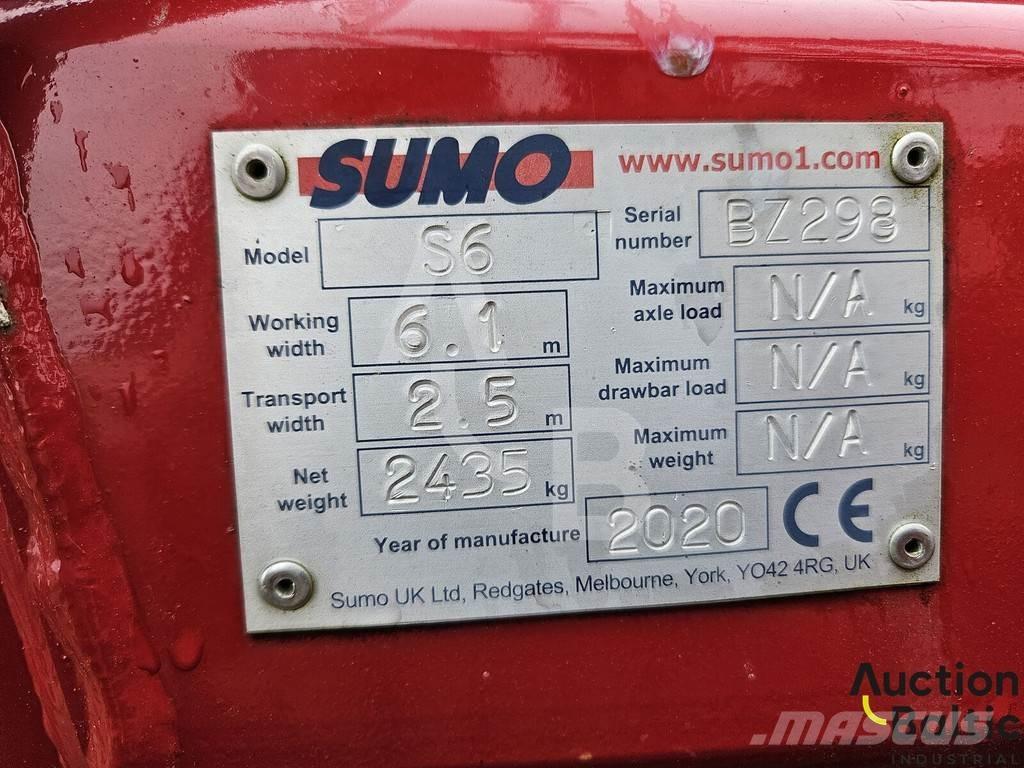 SUMO
www.sumo1.com
Model S6
Serial number BZ298
Working width 6.1 m
Maximum axle load N/A kg
Transport width 2.5 m
Maximum drawbar load N/A kg
Net weight 2435 kg
Maximum weight N/A kg
Year of manufacture 2020 CE
Sumo UK Ltd, Redgates, Melbourne, York, YO42 4RG, UK
Auction
Baltic
INDUSTRIAL
MASCUS